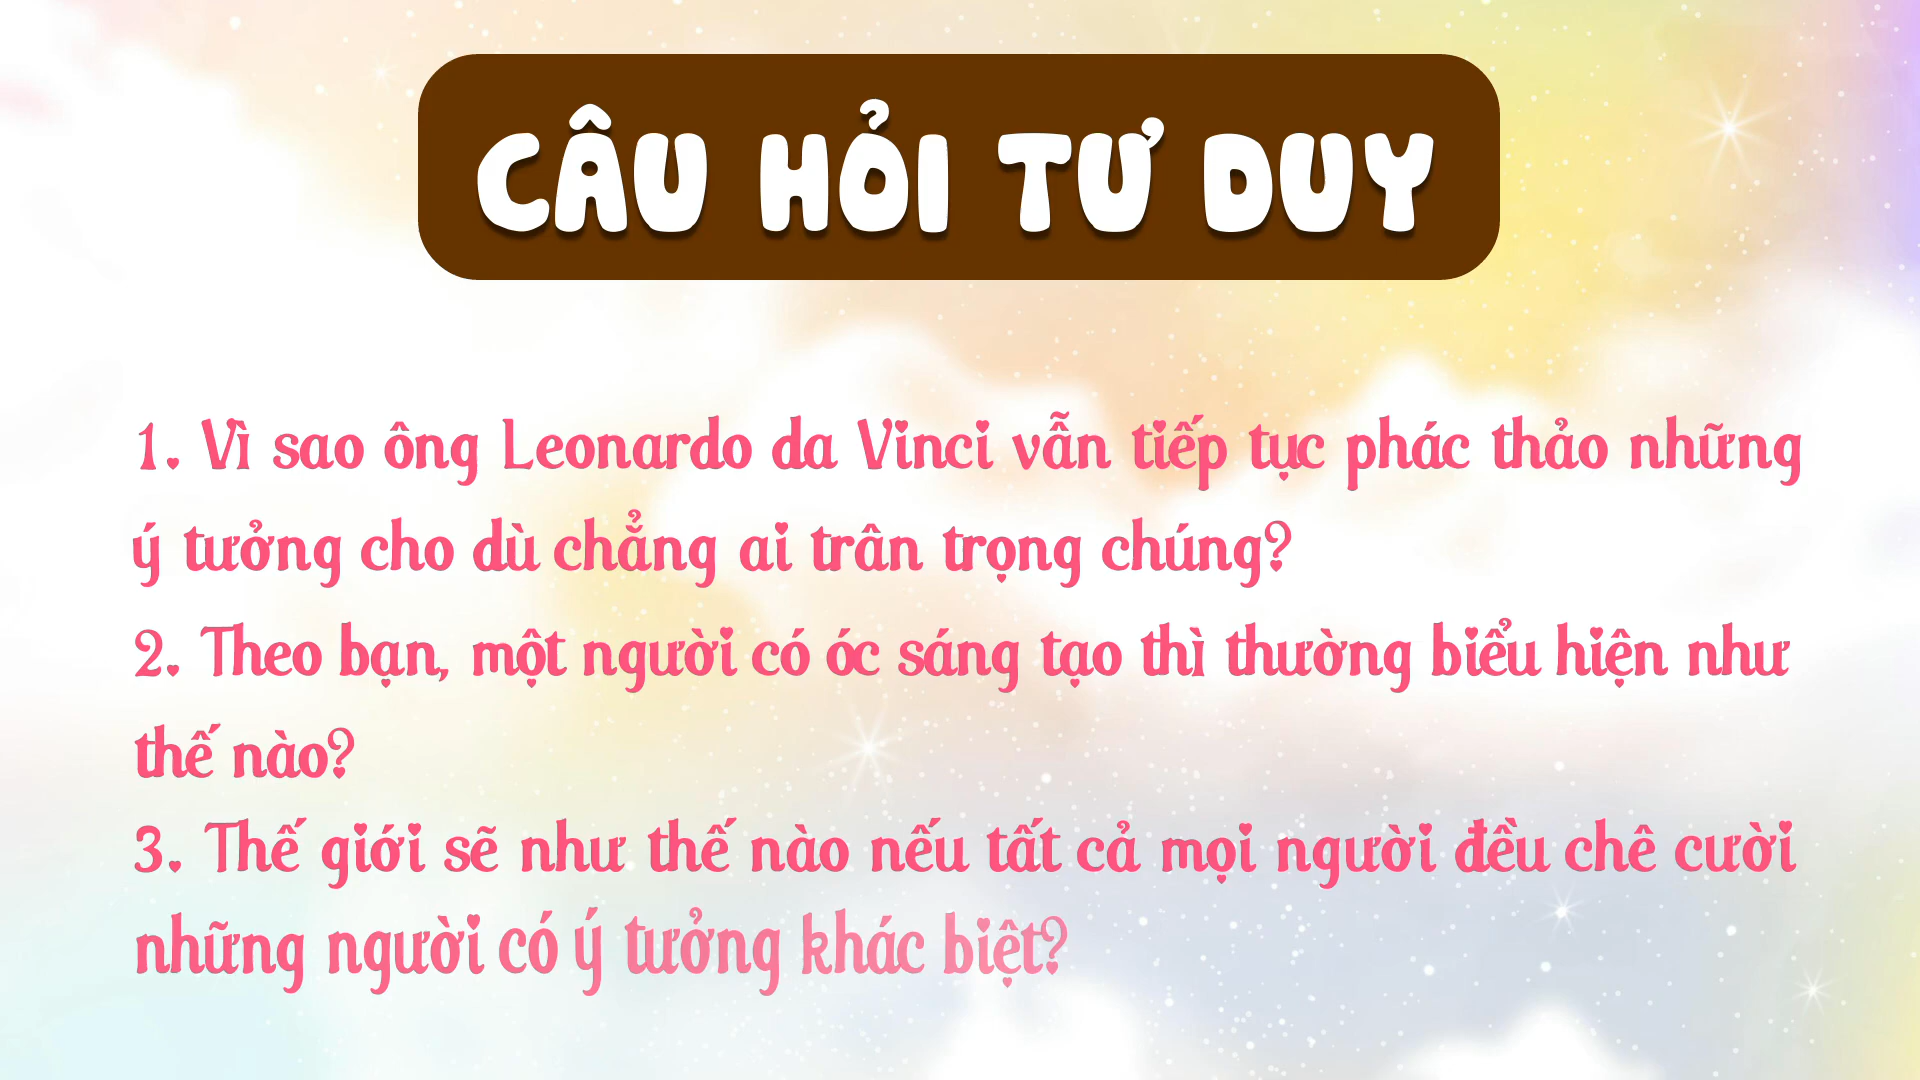 CÂU HỎI TƯ DUY
1. Vì sao ông Leonardo da Vinci vẫn tiếp tục phác thảo những
ý tưởng cho dù chẳng ai trân trọng chúng?
2. Theo bạn, một người có óc sáng tạo thì thường biểu hiện như
thế nào?
3. Thế giới sẽ như thế nào nếu tất cả mọi người đều chê cười
những người có ý tưởng khác biệt?